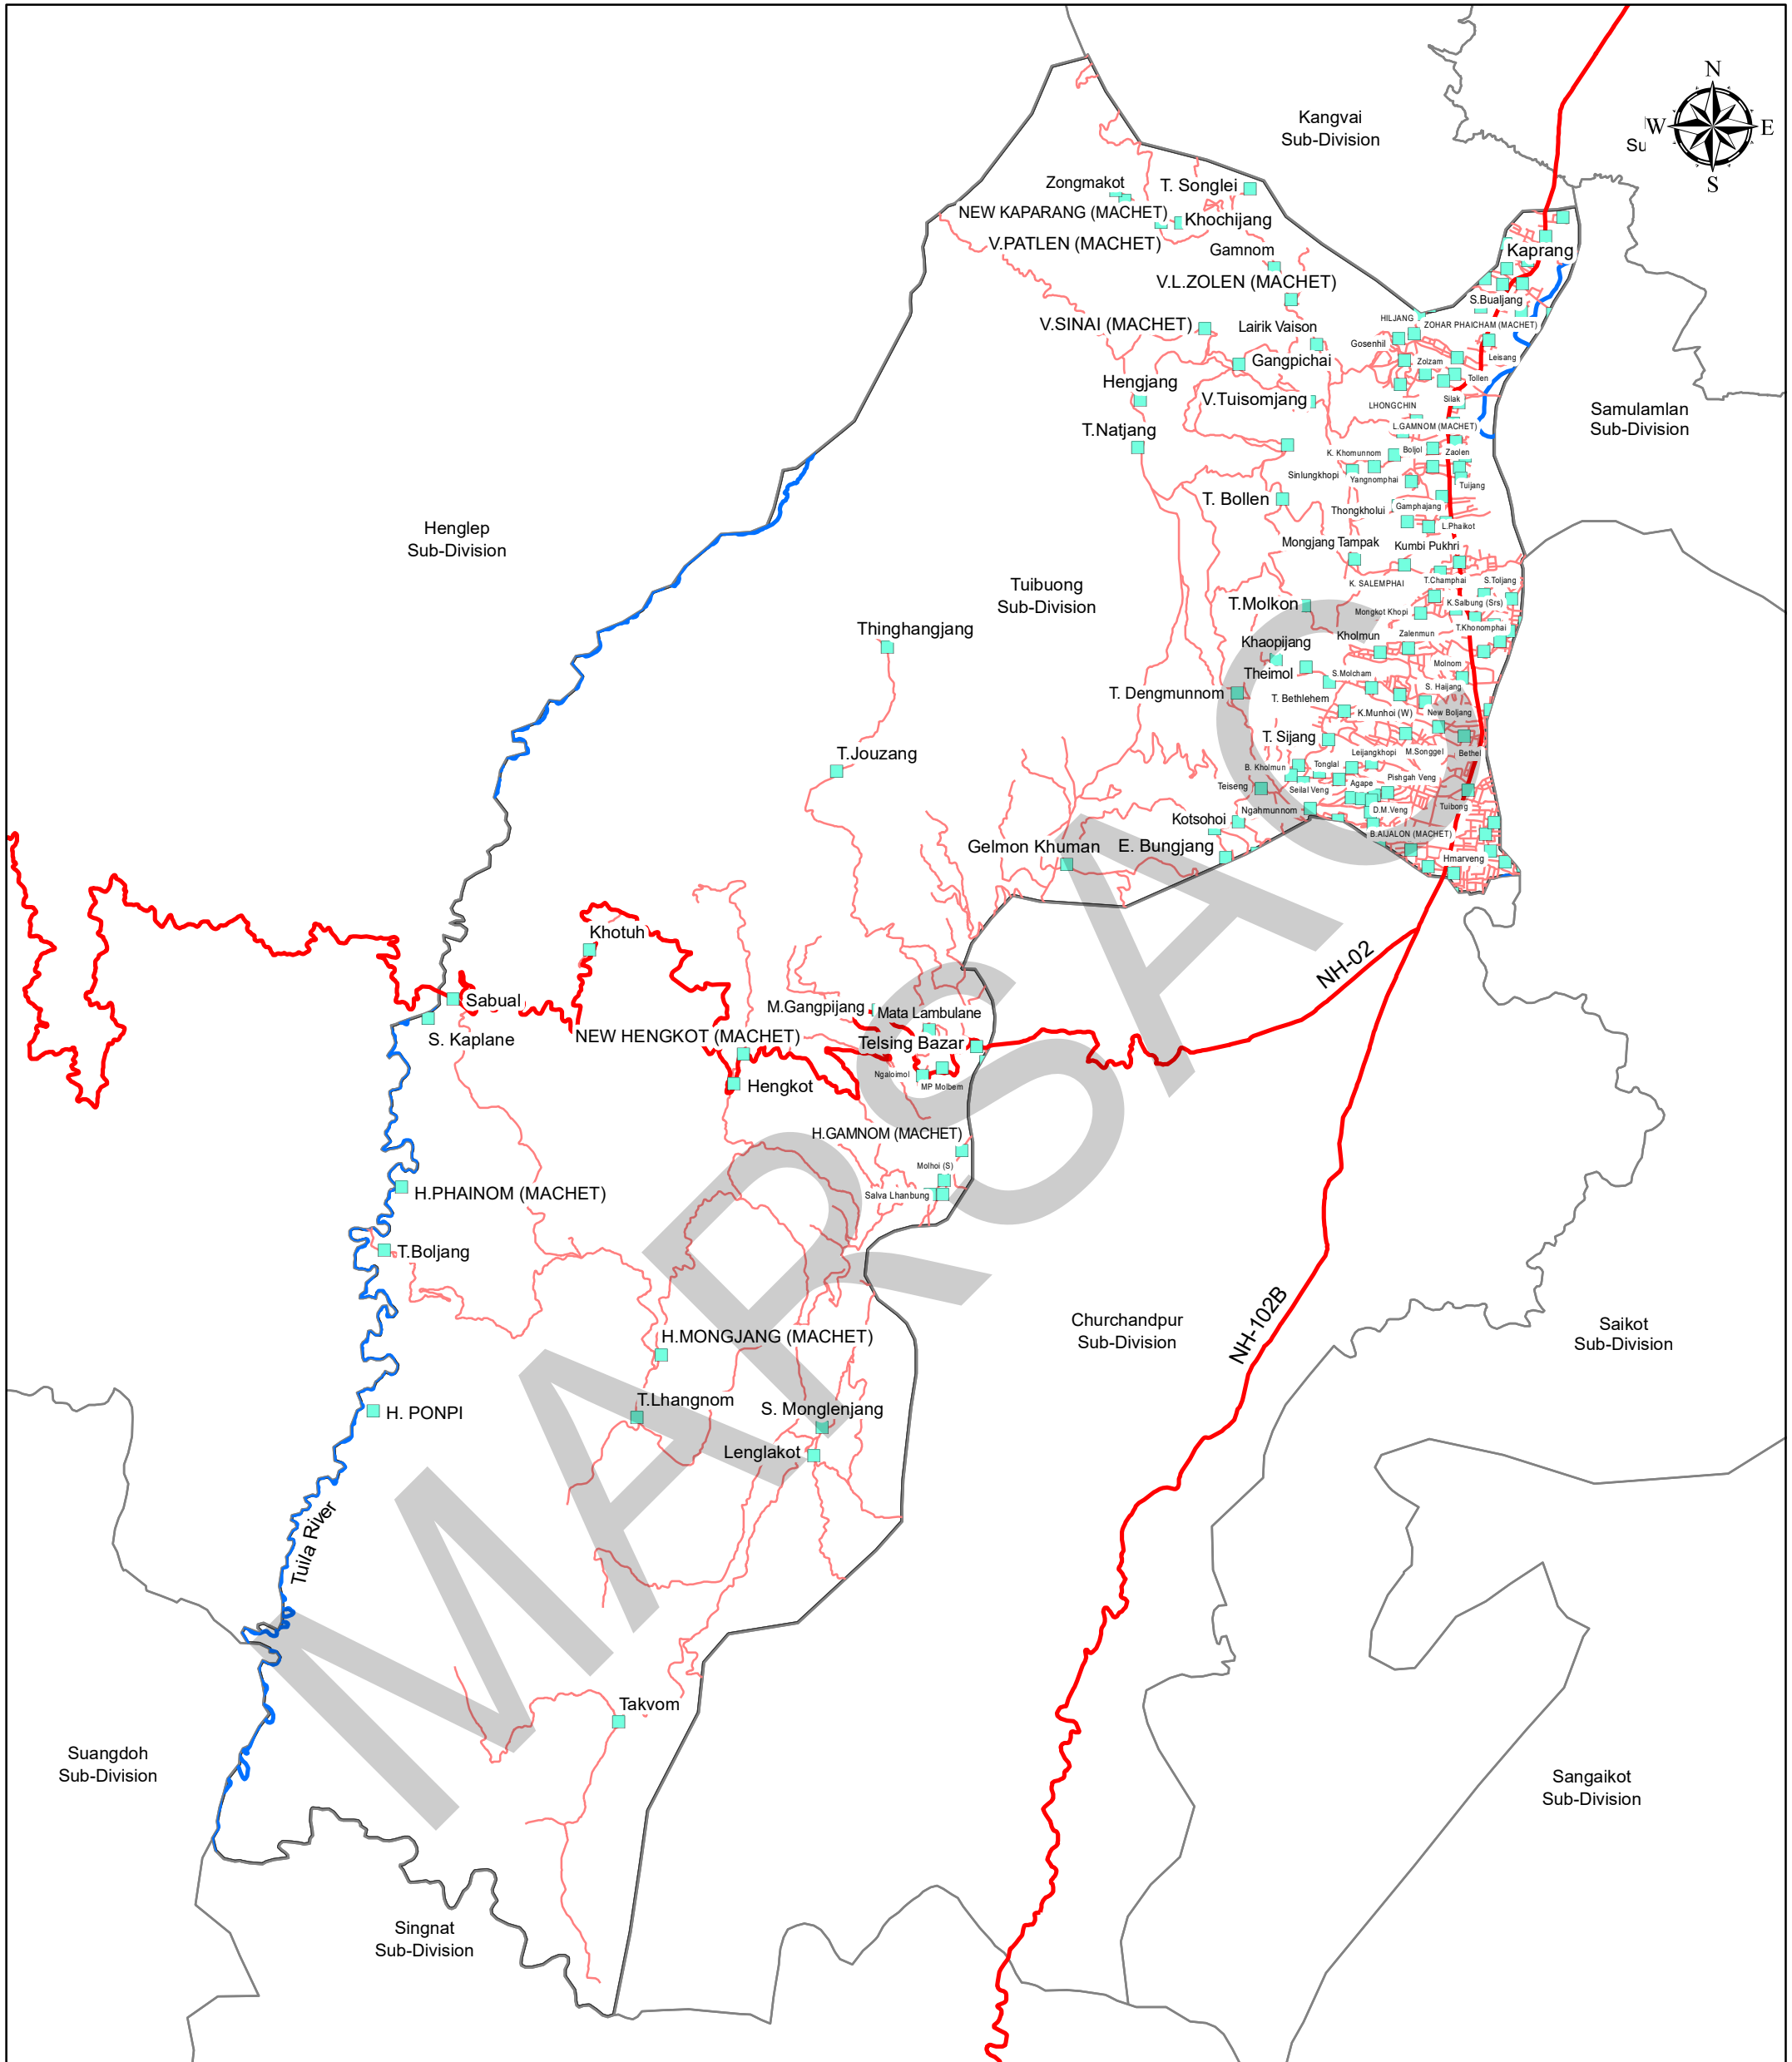 N
W
E
S
Su
Kangvai
Sub-Division
Zongmakot
T. Songlei
NEW KAPARANG (MACHET)
Khochijang
V.PATLEN (MACHET)
Gamnom
Kaprang
V.L.ZOLEN (MACHET)
S.Bualjang
V.SINAI (MACHET)
Lairik Vaison
HILJANG
ZOHAR PHAICHAM (MACHET)
Gosenhil
Leisang
Gangpichai
Zolzam
Tollen
Hengjang
V.Tuisomjang
Silak
LHONGCHIN
Samulamlan
Sub-Division
T.Natjang
L.GAMNOM (MACHET)
K. Khomunnom
Boljol
Zaolen
Sinlungkhopi
Yangnomphai
Tuijang
T. Bollen
Thongkholui
Gamphajang
L.Phaikot
Henglep
Sub-Division
Mongjang Tampak
Kumbi Pukhri
Tuibuong
Sub-Division
K. SALEMPHAI
T.Champhai
S.Toljang
T.Molkon
Mongkot Khopi
K.Salbung (Srs)
Thinghangjang
Khaopijang
Kholmun
Zalenmun
T.Khonomphai
Theimol
S.Molcham
Molnom
T. Dengmunnom
T. Bethlehem
S. Haijang
K.Munhoi (W)
New Boljang
T. Sijang
T.Jouzang
Leijangkhopi
M.Songgel
Bethel
B. Kholmun
Tonglal
Teiseng
Seilal Veng
Agape
Pishgah Veng
Ngahmunnom
D.M.Veng
Tuibong
Kotsohoi
B.AIJALON (MACHET)
Gelmon Khuman
E. Bungjang
Hmarveng
Khotuh
NH-02
Sabual
M.Gangpijang
Mata Lambulane
S. Kaplane
NEW HENGKOT (MACHET)
Telsing Bazar
Ngaloimol
MP Molbem
Hengkot
H.GAMNOM (MACHET)
Molhoi (S)
H.PHAINOM (MACHET)
Salva Lhanbung
T.Boljang
NH-102B
Churchandpur
Sub-Division
Saikot
Sub-Division
H.MONGJANG (MACHET)
T.Lhangnom
S. Monglenjang
H. PONPI
Lenglakot
Tuila River
Takvom
Suangdoh
Sub-Division
Sangaikot
Sub-Division
Singnat
Sub-Division
MARSAC